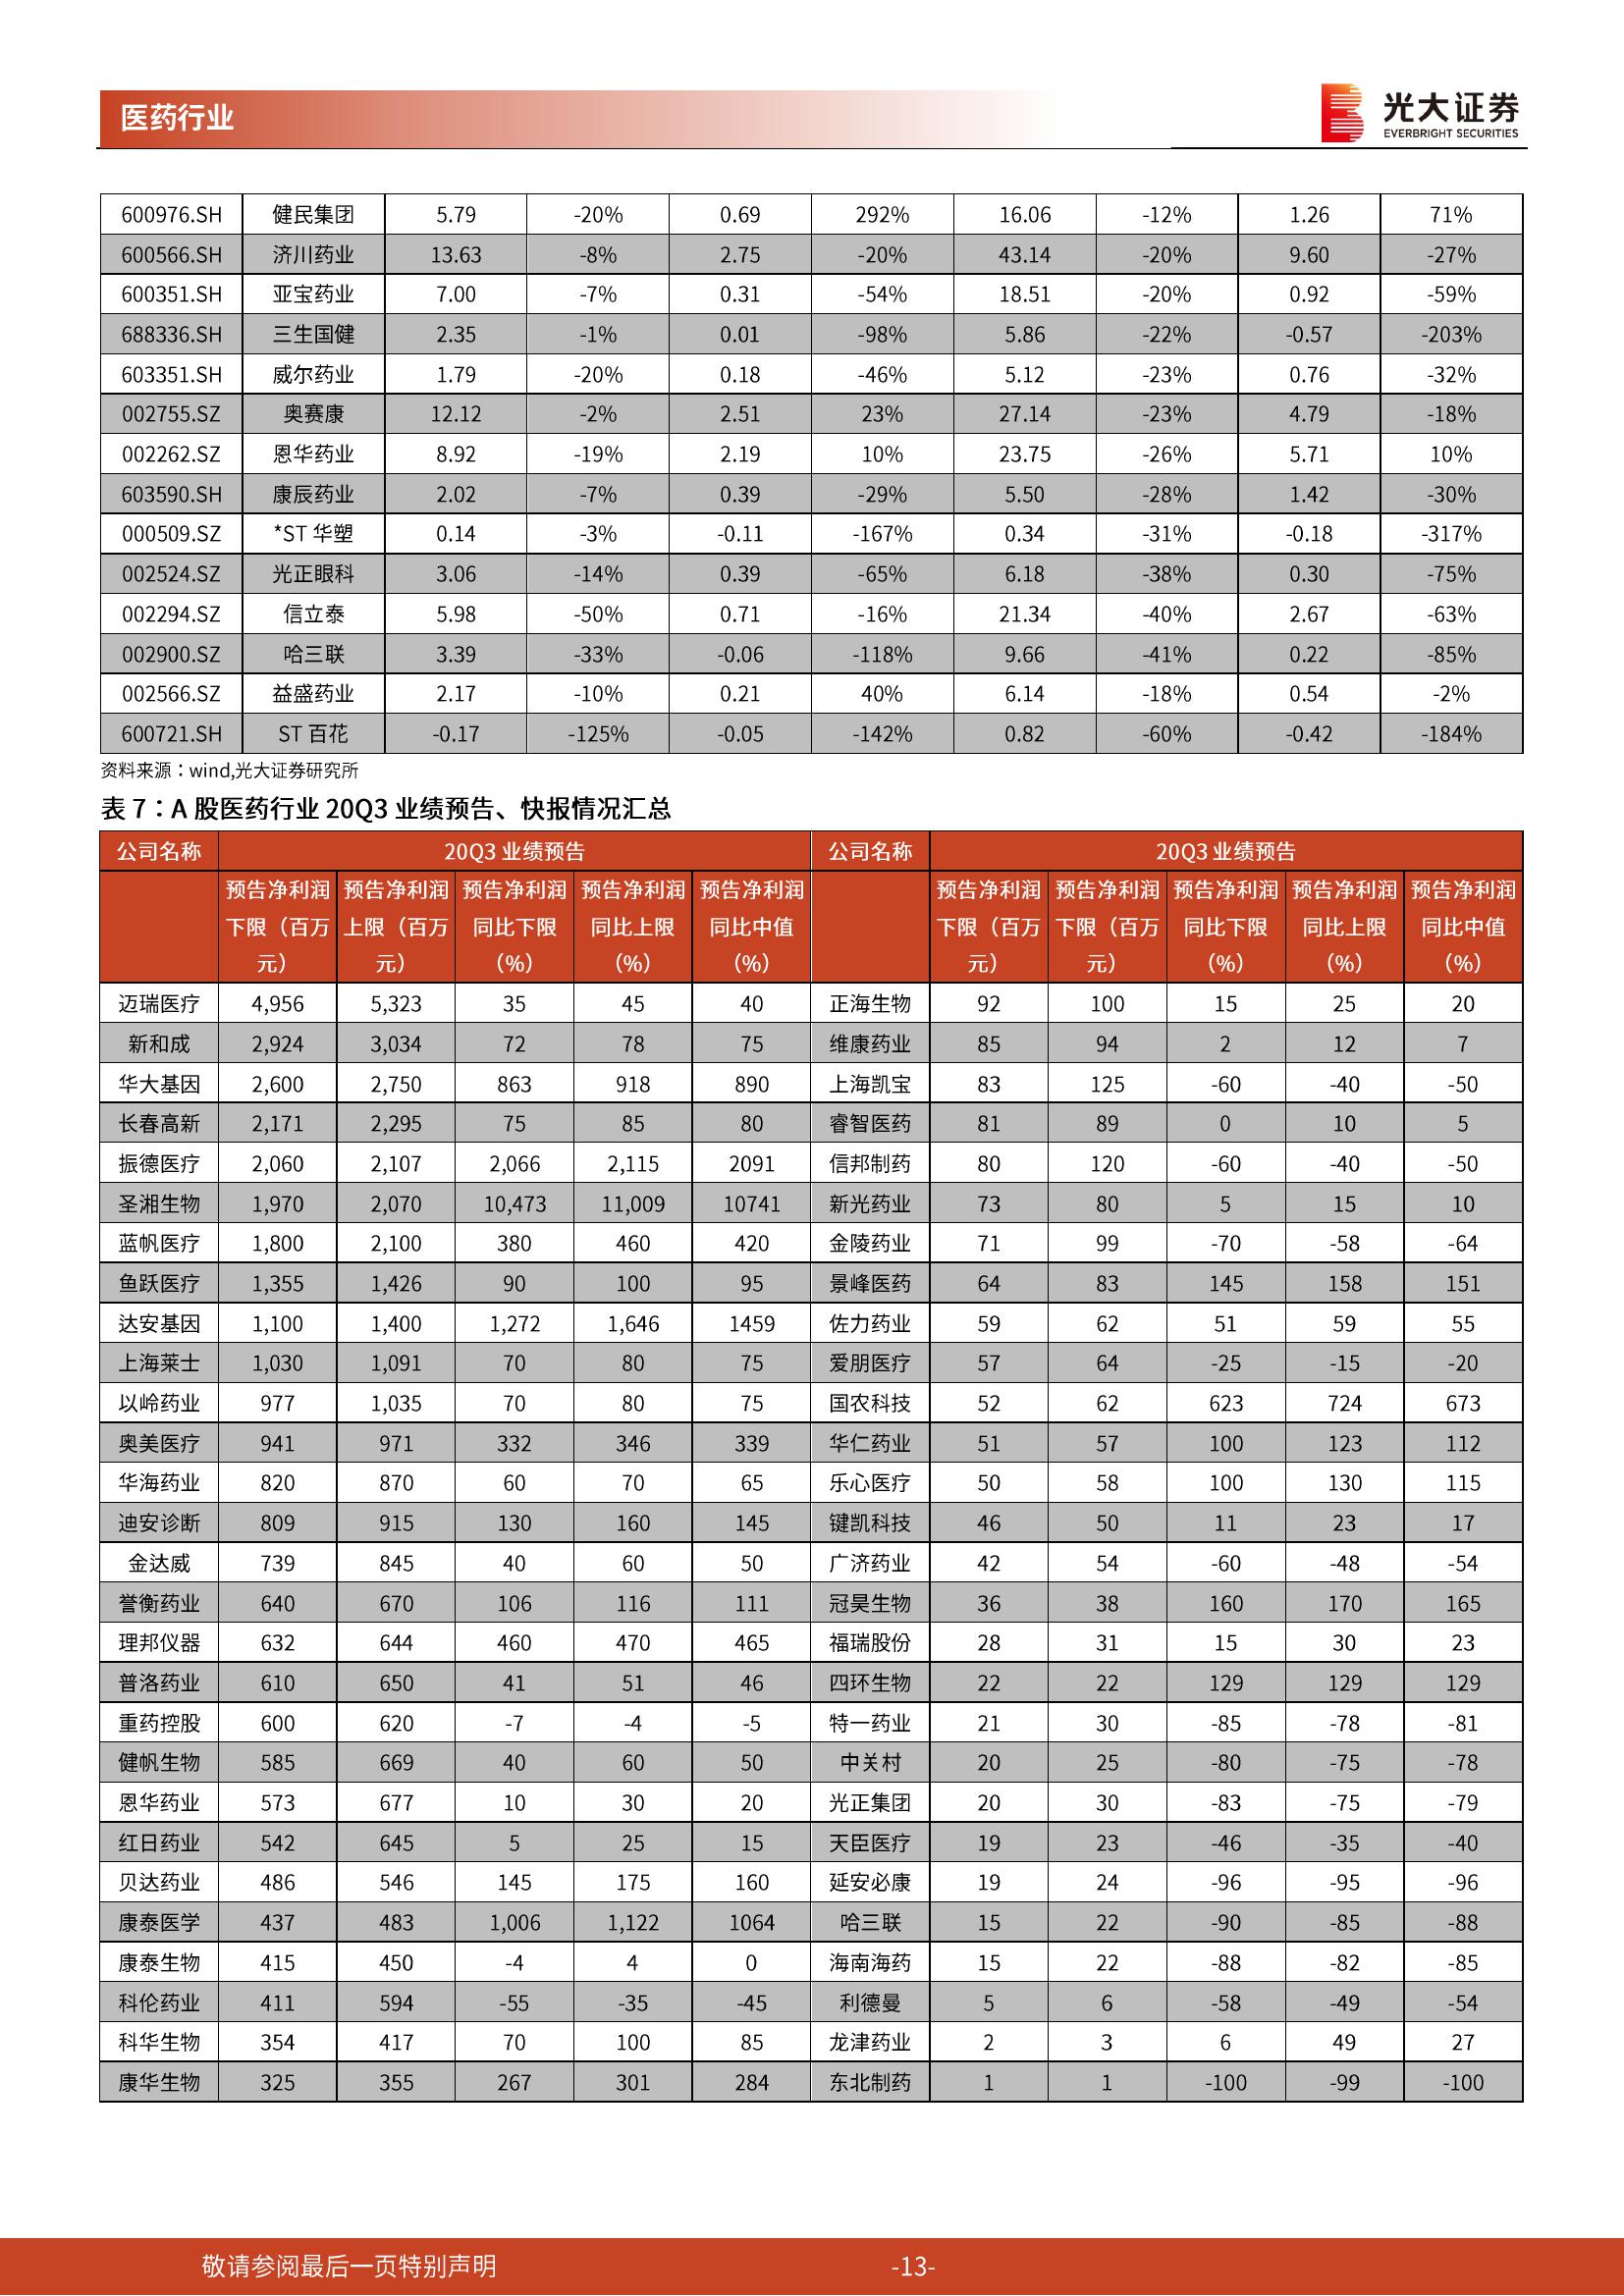 医药行业
光大证券
EVERBRIGHT SECURITIES
600976.SH 健民集团 5.79 -20% 0.69 292% 16.06 -12% 1.26 71%
600566.SH 济川药业 13.63 -8% 2.75 -20% 43.14 -20% 9.60 -27%
600351.SH 亚宝药业 7.00 -7% 0.31 -54% 18.51 -20% 0.92 -59%
688336.SH 三生国健 2.35 -1% 0.01 -98% 5.86 -22% -0.57 -203%
603351.SH 威尔药业 1.79 -20% 0.18 -46% 5.12 -23% 0.76 -32%
002755.SZ 奥赛康 12.12 -2% 2.51 23% 27.14 -23% 4.79 -18%
002262.SZ 恩华药业 8.92 -19% 2.19 10% 23.75 -26% 5.71 10%
603590.SH 康辰药业 2.02 -7% 0.39 -29% 5.50 -28% 1.42 -30%
000509.SZ *ST 华塑 0.14 -3% -0.11 -167% 0.34 -31% -0.18 -317%
002524.SZ 光正眼科 3.06 -14% 0.39 -65% 6.18 -38% 0.30 -75%
002294.SZ 信立泰 5.98 -50% 0.71 -16% 21.34 -40% 2.67 -63%
002900.SZ 哈三联 3.39 -33% -0.06 -118% 9.66 -41% 0.22 -85%
002566.SZ 益盛药业 2.17 -10% 0.21 40% 6.14 -18% 0.54 -2%
600721.SH ST 百花 -0.17 -125% -0.05 -142% 0.82 -60% -0.42 -184%
资料来源：wind,光大证券研究所
表 7：A 股医药行业 20Q3 业绩预告、快报情况汇总
公司名称 20Q3 业绩预告 公司名称 20Q3 业绩预告
预告净利润 预告净利润 预告净利润 预告净利润 预告净利润 预告净利润 预告净利润 预告净利润 预告净利润 预告净利润
下限（百万 上限（百万 同比下限 同比上限 同比中值 下限（百万 下限（百万 同比下限 同比上限 同比中值
元） 元） （%） （%） （%） 元） 元） （%） （%） （%）
迈瑞医疗 4,956 5,323 35 45 40 正海生物 92 100 15 25 20
新和成 2,924 3,034 72 78 75 维康药业 85 94 2 12 7
华大基因 2,600 2,750 863 918 890 上海凯宝 83 125 -60 -40 -50
长春高新 2,171 2,295 75 85 80 睿智医药 81 89 0 10 5
振德医疗 2,060 2,107 2,066 2,115 2091 信邦制药 80 120 -60 -40 -50
圣湘生物 1,970 2,070 10,473 11,009 10741 新光药业 73 80 5 15 10
蓝帆医疗 1,800 2,100 380 460 420 金陵药业 71 99 -70 -58 -64
鱼跃医疗 1,355 1,426 90 100 95 景峰医药 64 83 145 158 151
达安基因 1,100 1,400 1,272 1,646 1459 佐力药业 59 62 51 59 55
上海莱士 1,030 1,091 70 80 75 爱朋医疗 57 64 -25 -15 -20
以岭药业 977 1,035 70 80 75 国农科技 52 62 623 724 673
奥美医疗 941 971 332 346 339 华仁药业 51 57 100 123 112
华海药业 820 870 60 70 65 乐心医疗 50 58 100 130 115
迪安诊断 809 915 130 160 145 键凯科技 46 50 11 23 17
金达威 739 845 40 60 50 广济药业 42 54 -60 -48 -54
誉衡药业 640 670 106 116 111 冠昊生物 36 38 160 170 165
理邦仪器 632 644 460 470 465 福瑞股份 28 31 15 30 23
普洛药业 610 650 41 51 46 四环生物 22 22 129 129 129
重药控股 600 620 -7 -4 -5 特一药业 21 30 -85 -78 -81
健帆生物 585 669 40 60 50 中关村 20 25 -80 -75 -78
恩华药业 573 677 10 30 20 光正集团 20 30 -83 -75 -79
红日药业 542 645 5 25 15 天臣医疗 19 23 -46 -35 -40
贝达药业 486 546 145 175 160 延安必康 19 24 -96 -95 -96
康泰医学 437 483 1,006 1,122 1064 哈三联 15 22 -90 -85 -88
康泰生物 415 450 -4 4 0 海南海药 15 22 -88 -82 -85
科伦药业 411 594 -55 -35 -45 利德曼 5 6 -58 -49 -54
科华生物 354 417 70 100 85 龙津药业 2 3 6 49 27
康华生物 325 355 267 301 284 东北制药 1 1 -100 -99 -100
敬请参阅最后一页特别声明 -13-